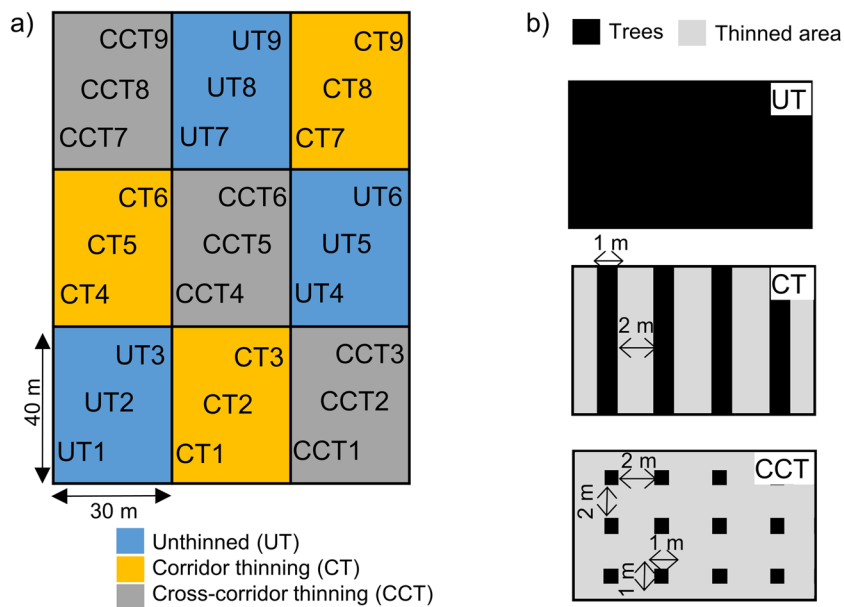 a)
CCT9
CCT8
CCT7
UT9
UT8
UT7
CT9
CT8
CT7
CT6
CT5
CT4
CCT6
CCT5
CCT4
UT6
UT5
UT4
UT3
UT2
UT1
CT3
CT2
CT1
CCT3
CCT2
CCT1
40 m
30 m
Unthinned (UT)
Corridor thinning (CT)
Cross-corridor thinning (CCT)
b)
Trees
Thinned area
UT
1 m
CT
2 m
CCT
2 m
2 m
1 m
1 m